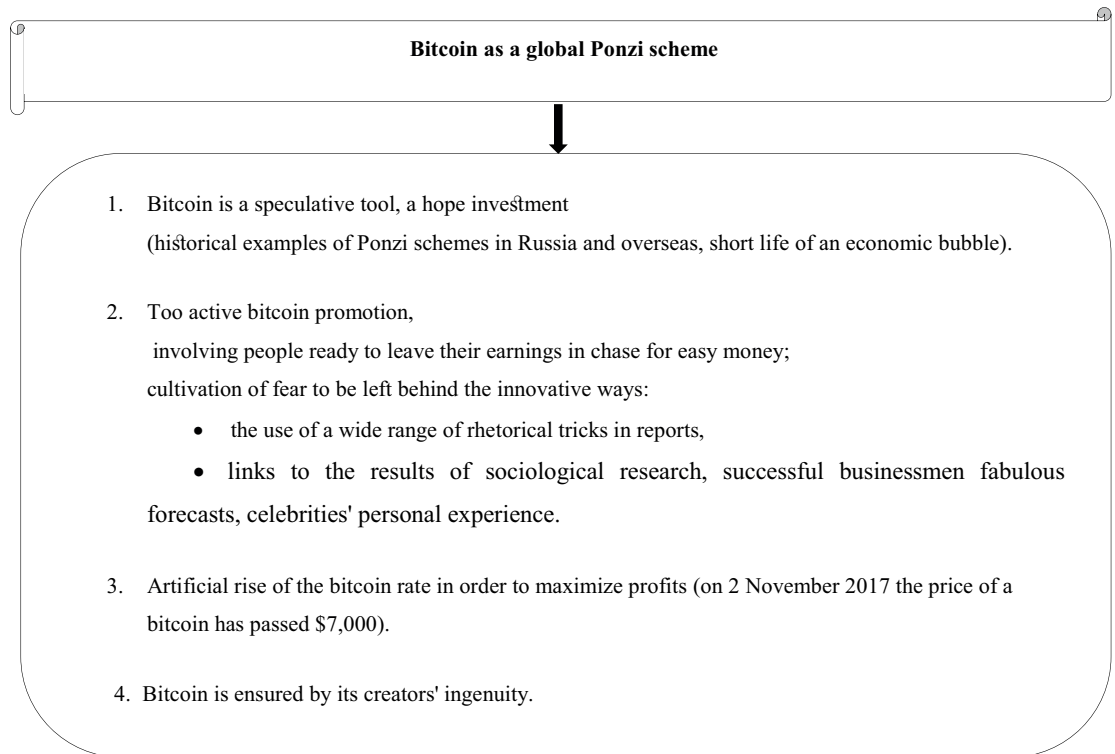 Bitcoin as a global Ponzi scheme
1. Bitcoin is a speculative tool, a hope investment
(historical examples of Ponzi schemes in Russia and overseas, short life of an economic bubble).
2. Too active bitcoin promotion,
involving people ready to leave their earnings in chase for easy money;
cultivation of fear to be left behind the innovative ways:
• the use of a wide range of rhetorical tricks in reports,
• links to the results of sociological research, successful businessmen fabulous
forecasts, celebrities' personal experience.
3. Artificial rise of the bitcoin rate in order to maximize profits (on 2 November 2017 the price of a
bitcoin has passed $7,000).
4. Bitcoin is ensured by its creators' ingenuity.